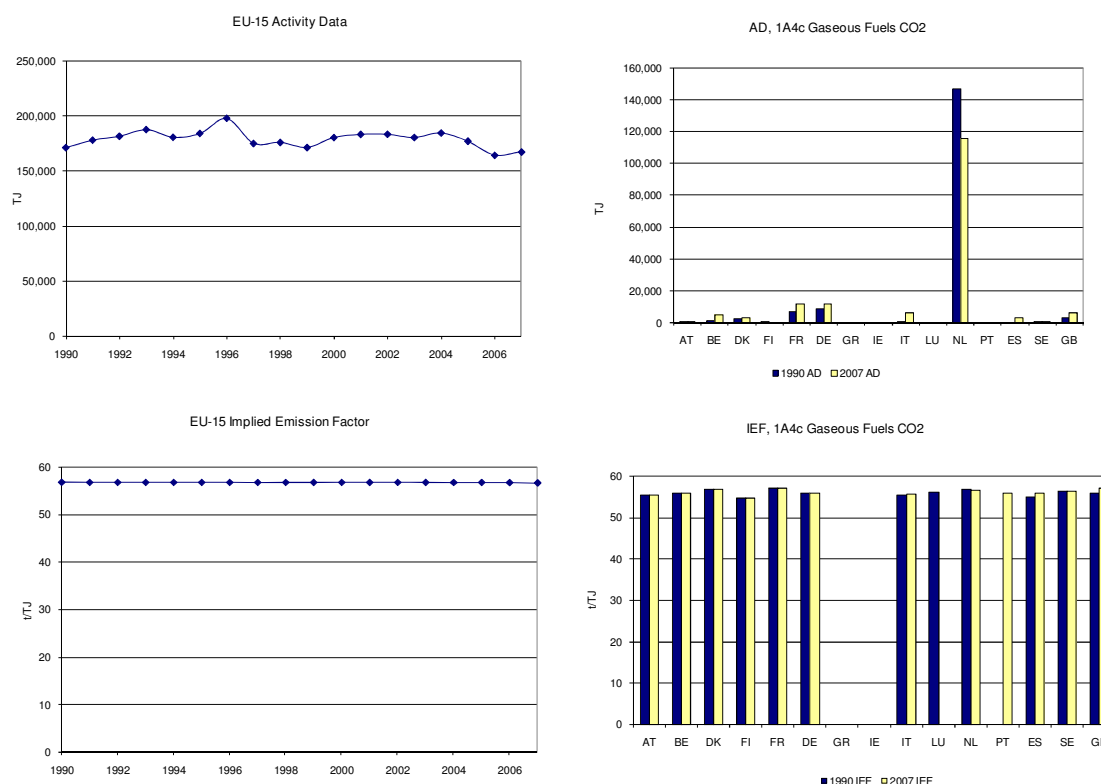 EU-15 Activity Data
250,000
200,000
150,000
100,000
50,000
0
TJ
1990 1992 1994 1996 1998 2000 2002 2004 2006
AD, 1A4c Gaseous Fuels CO2
160,000
140,000
120,000
100,000
80,000
60,000
40,000
20,000
0
TJ
AT BE DK FI FR DE GR IE IT LU NL PT ES SE GB
1990 AD 2007 AD
EU-15 Implied Emission Factor
60
50
40
30
20
10
0
t/TJ
1990 1992 1994 1996 1998 2000 2002 2004 2006
IEF, 1A4c Gaseous Fuels CO2
60
50
40
30
20
10
0
t/TJ
AT BE DK FI FR DE GR IE IT LU NL PT ES SE
1990 IEF 2007 IEF